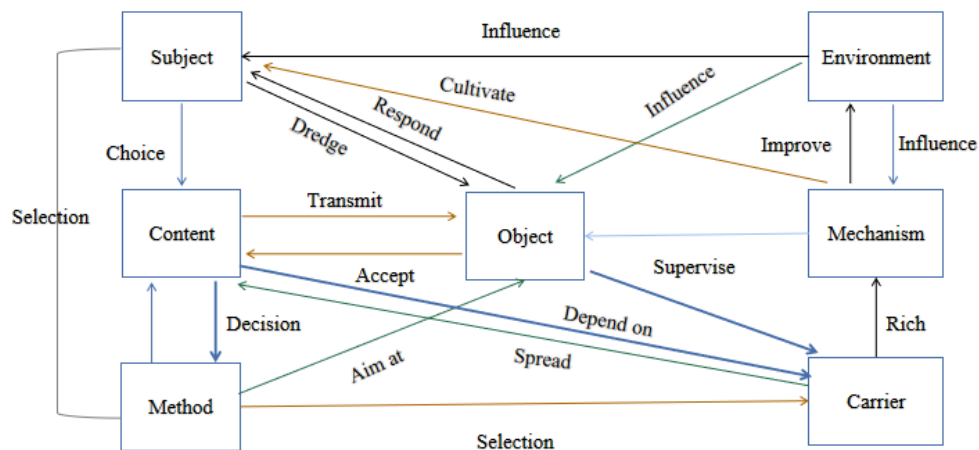 Influence
Subject
Environment
Cultivate
Influence
Respond
Dredge
Choice
Improve
Influence
Transmit
Selection
Content
Object
Mechanism
Accept
Supervise
Decision
Depend on
Rich
Aim at
Spread
Method
Carrier
Selection